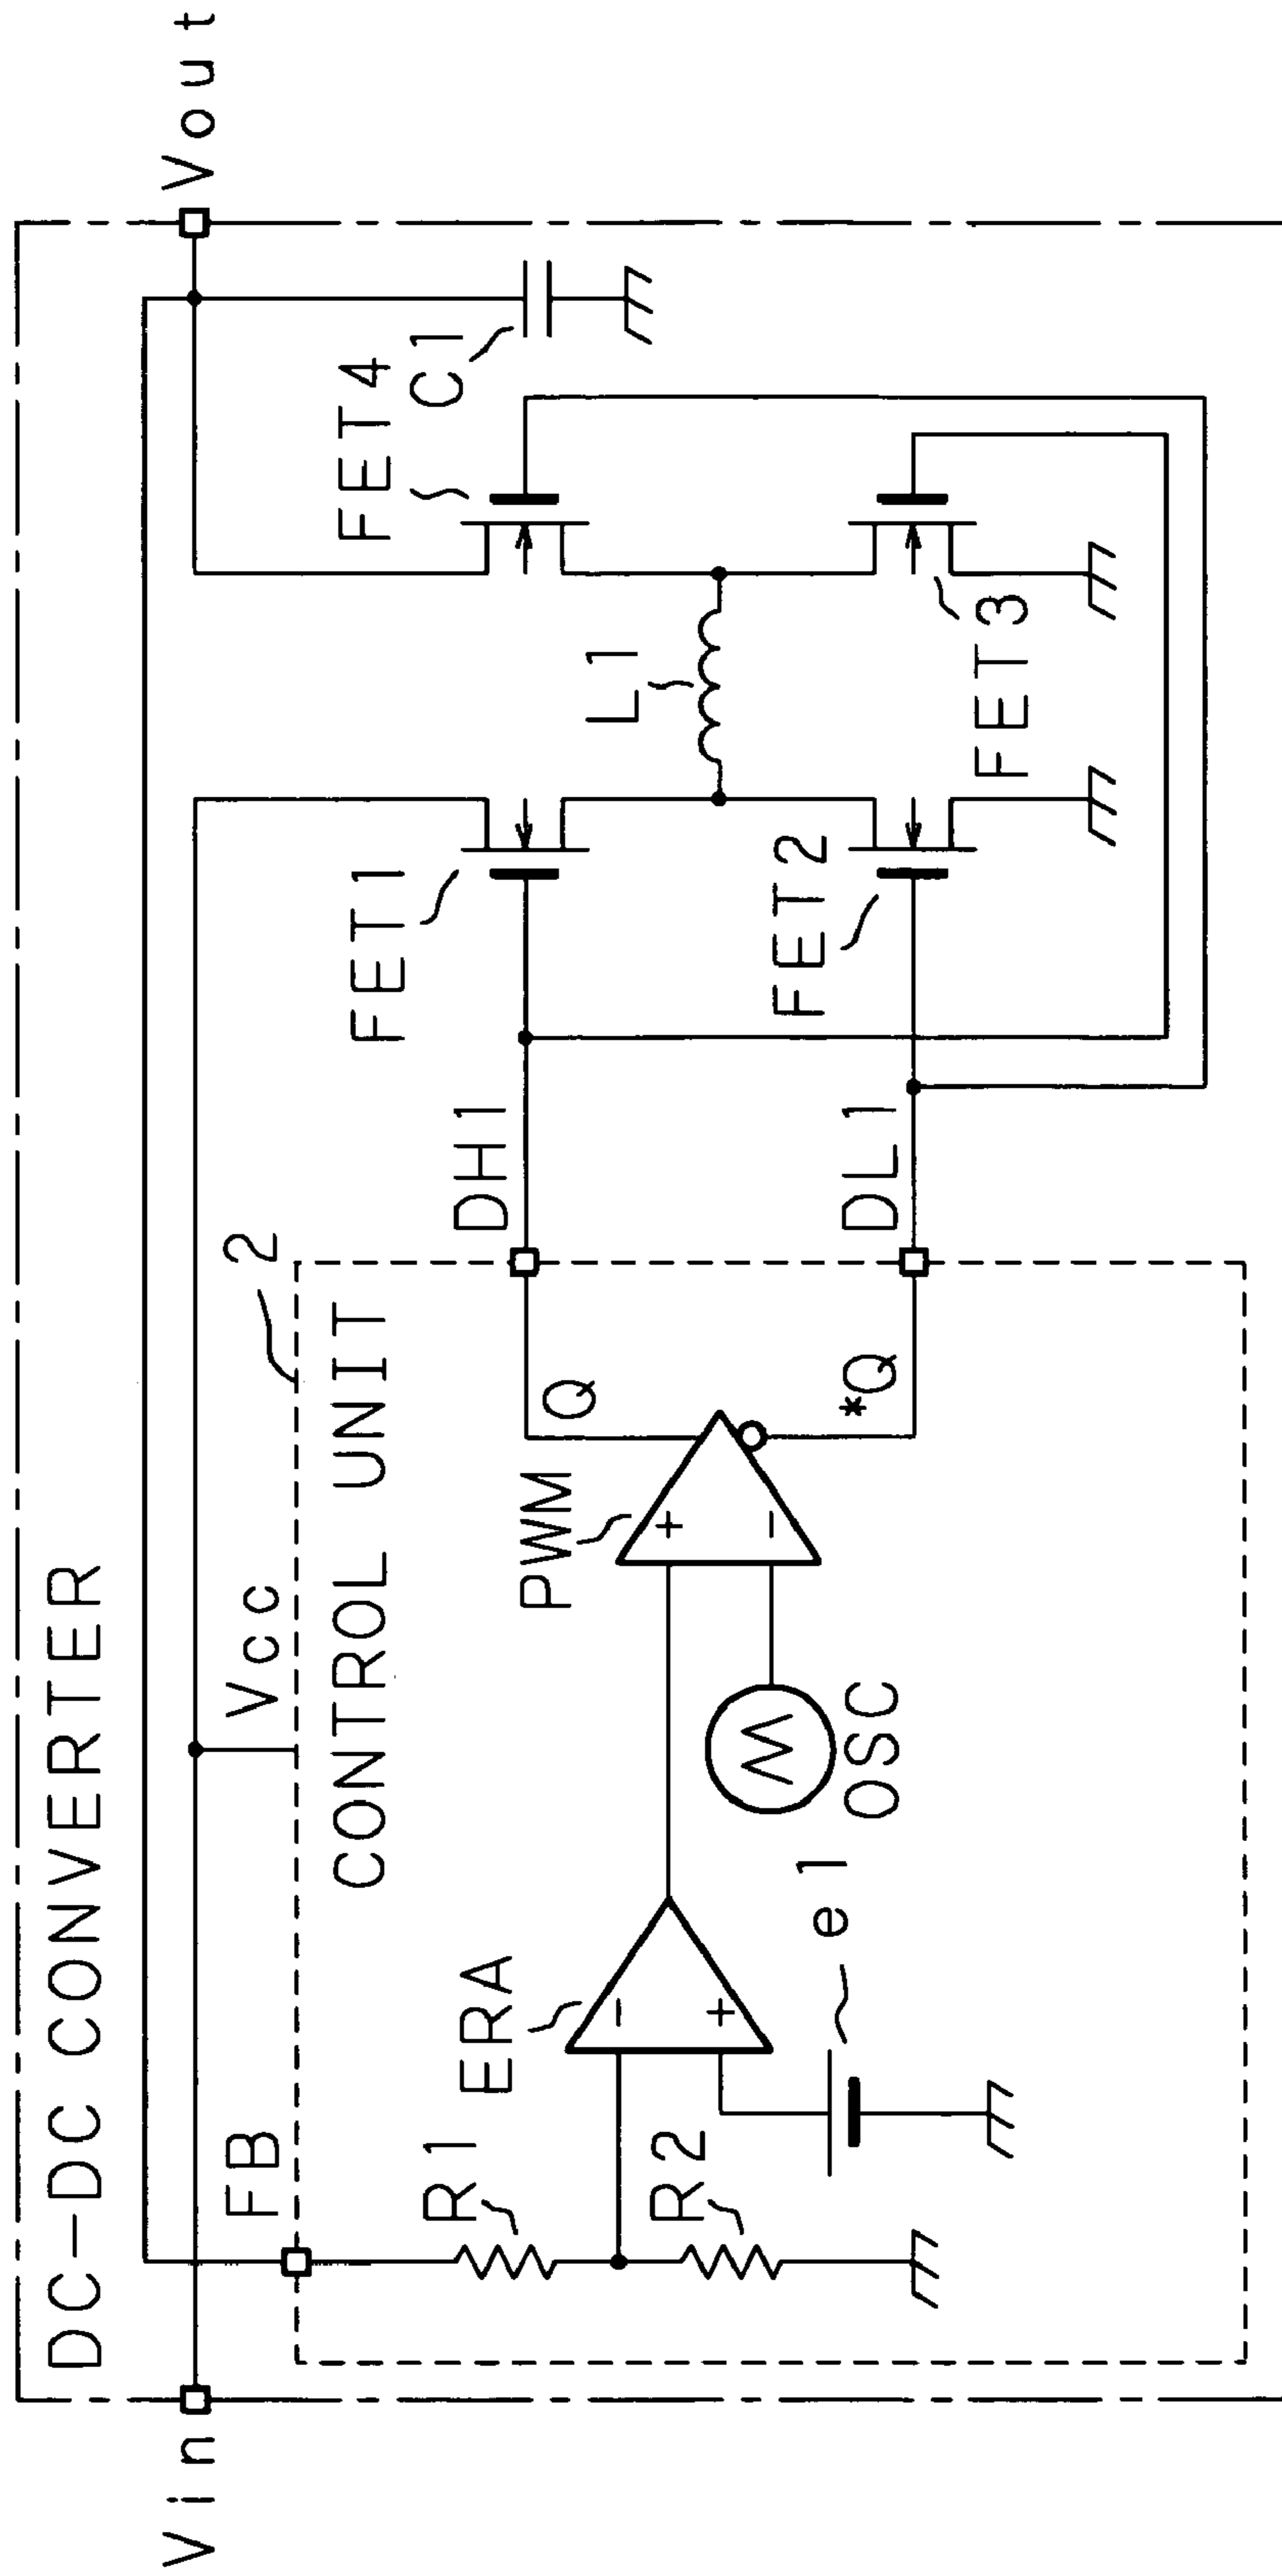 DC-DC CONVERTER
Vin
Vout
FB
Vcc
2
CONTROL UNIT
R1
R2
ERA
-
+
e1
OSC
PWM
+
-
Q
*Q
DH1
DL1
FET1
FET2
L1
FET4
FET3
C1